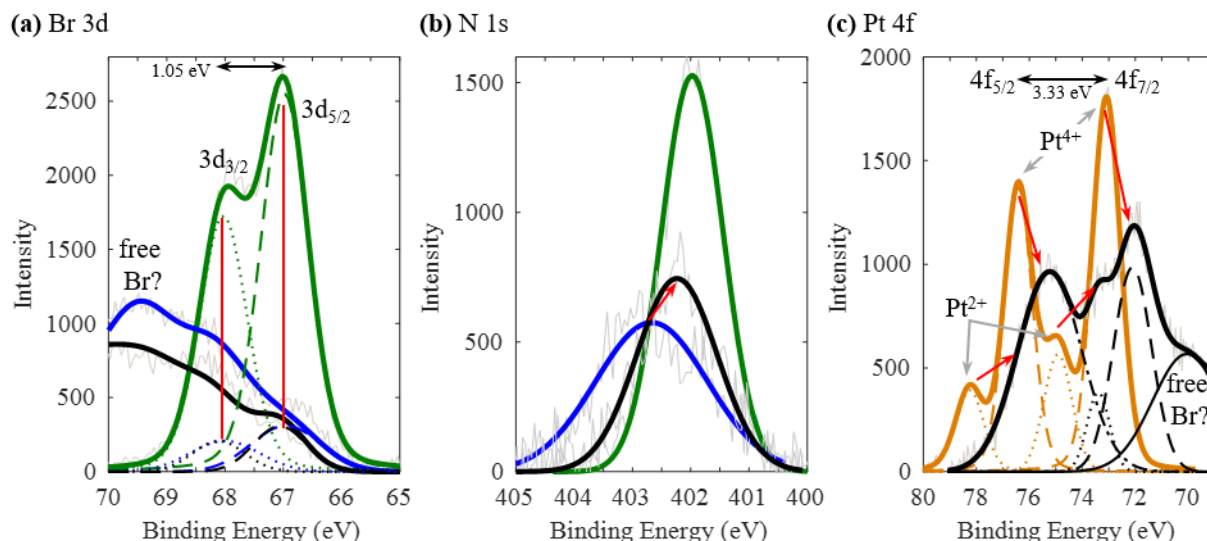 (a) Br 3d
1.05 eV
3d5/2
3d3/2
free
Br?
Intensity
2500
2000
1500
1000
500
0
70 69 68 67 66 65
Binding Energy (eV)
(b) N 1s
Intensity
1500
1000
500
0
405 404 403 402 401 400
Binding Energy (eV)
(c) Pt 4f
4f5/2 4f7/2
3.33 eV
Pt4+
Pt2+
free
Br?
Intensity
2000
1500
1000
500
0
80 78 76 74 72 70
Binding Energy (eV)